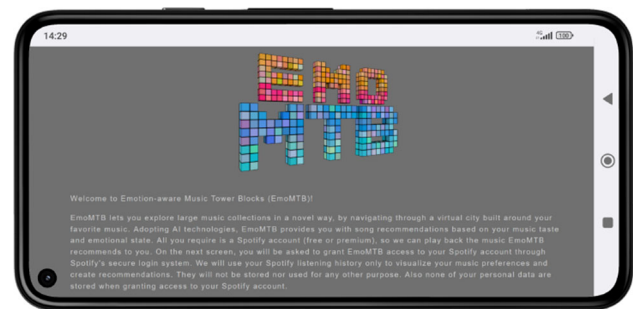 14:29
4G
100
EMO
MTB
Welcome to Emotion-aware Music Tower Blocks (EmoMTB)!
EmoMTB lets you explore large music collections in a novel way, by navigating through a virtual city built around your
favorite music. Adopting AI technologies, EmoMTB provides you with song recommendations based on your music taste
and emotional state. All you require is a Spotify account (free or premium), so we can play back the music EmoMTB
recommends to you. On the next screen, you will be asked to grant EmoMTB access to your Spotify account through
Spotify's secure login system. We will use your Spotify listening history only to visualize your music preferences and
create recommendations. They will not be stored nor used for any other purpose. Also none of your personal data are
stored when granting access to your Spotify account.